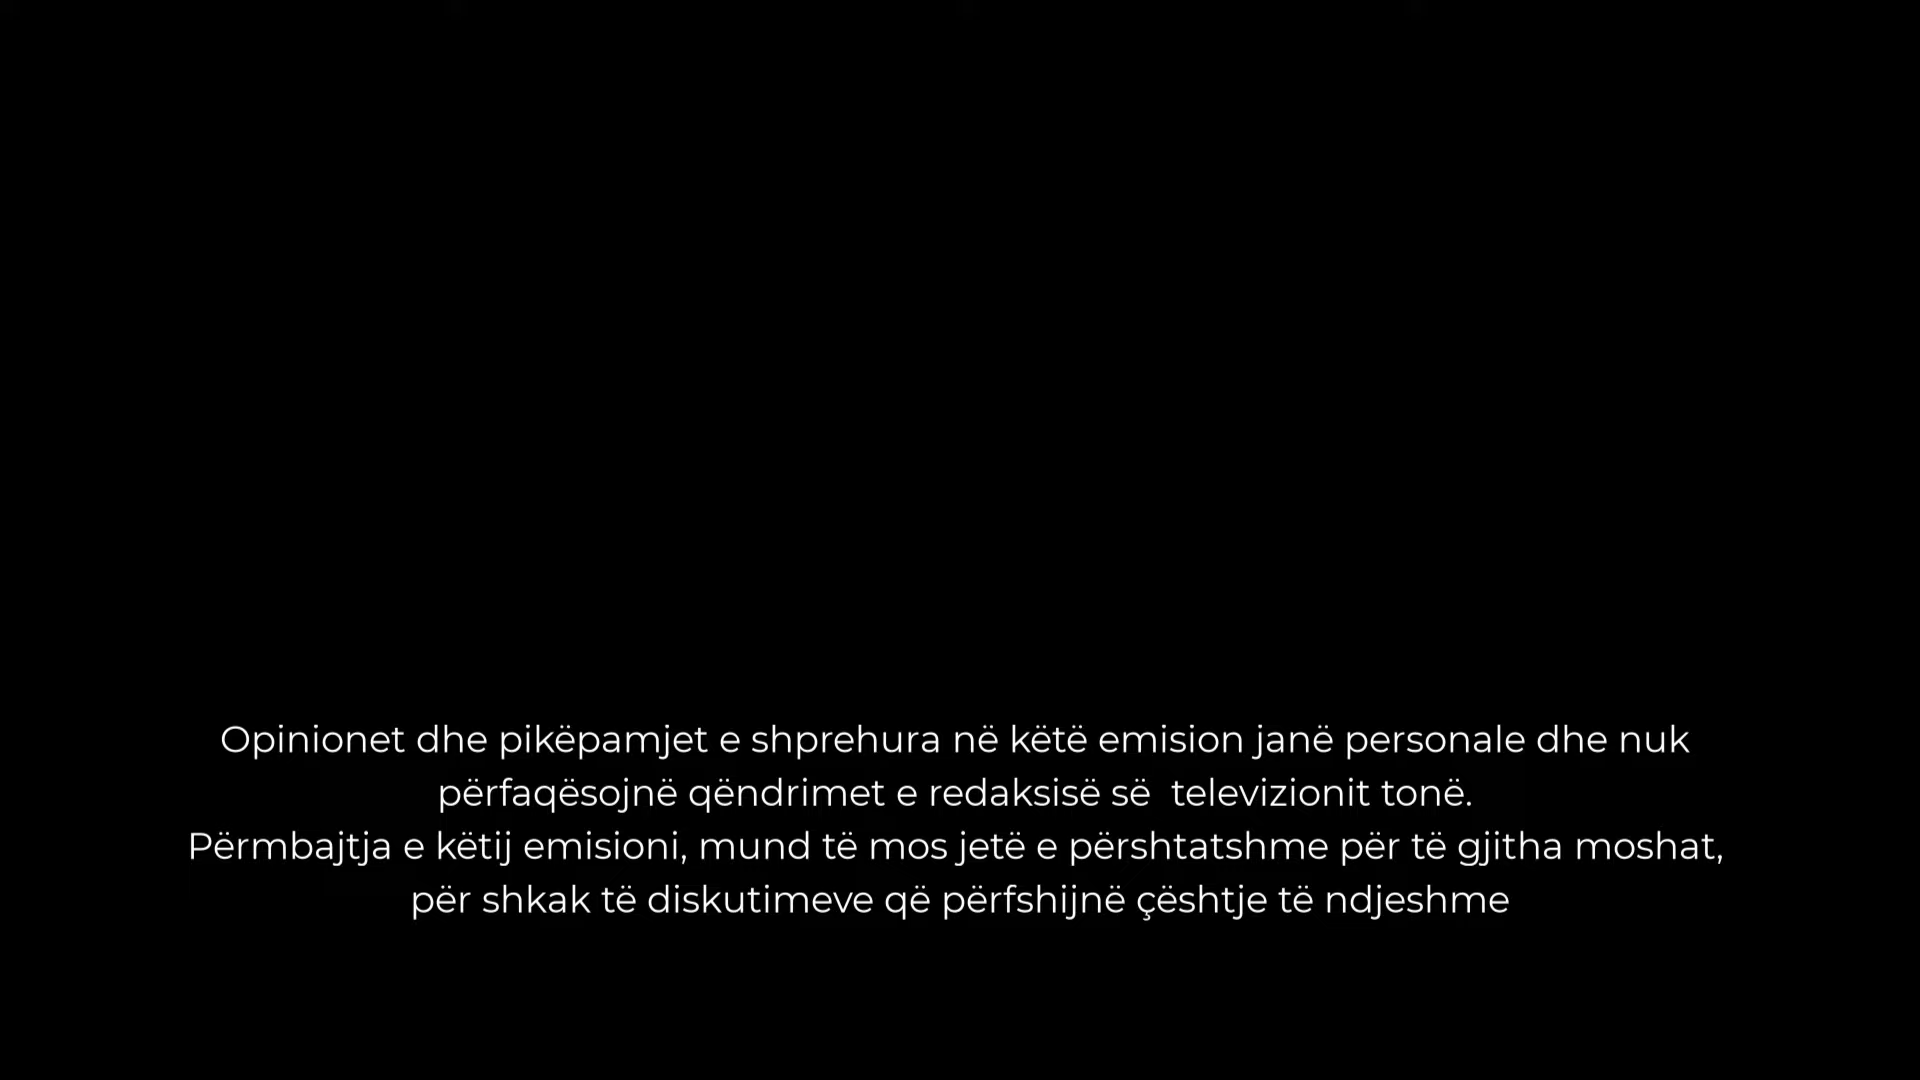 Opinionet dhe pikëpamjet e shprehura në këtë emision janë personale dhe nuk
përfaqësojnë qëndrimet e redaksisë së  televizionit tonë.
Përmbajtja e këtij emisioni, mund të mos jetë e përshtatshme për të gjitha moshat,
për shkak të diskutimeve që përfshijnë çështje të ndjeshme